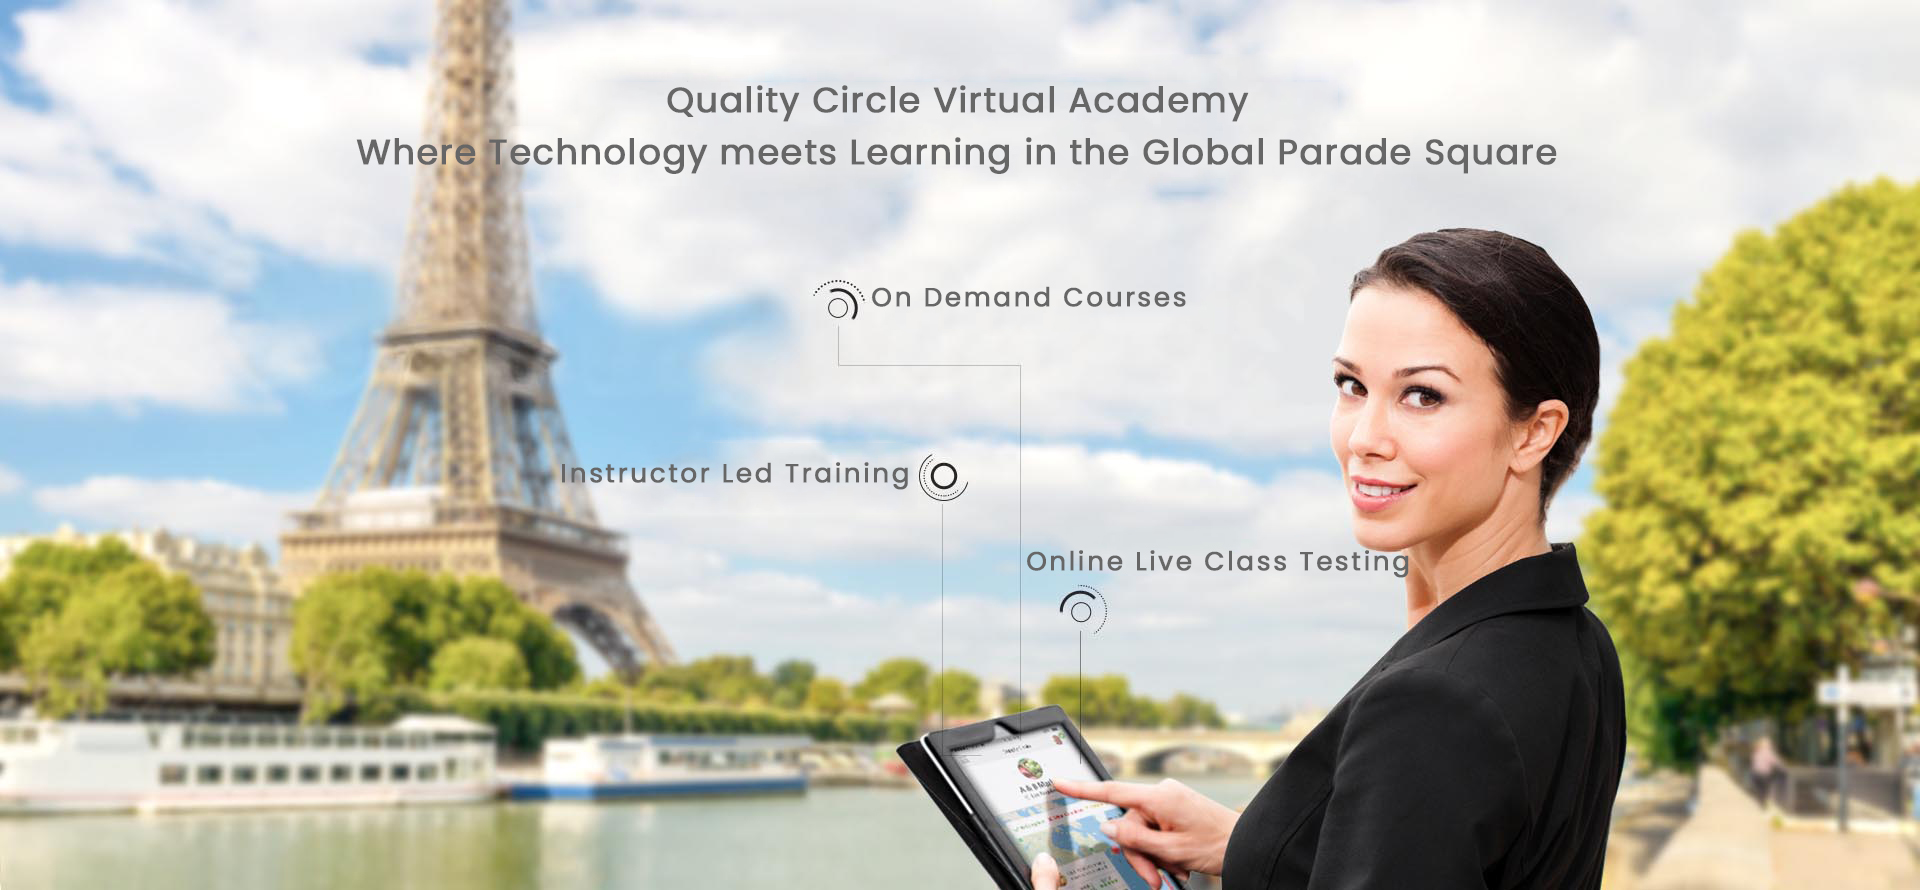 Quality Circle Virtual Academy
Where Technology meets Learning in the Global Parade Square
On Demand Courses
Instructor Led Training
Online Live Class Testing